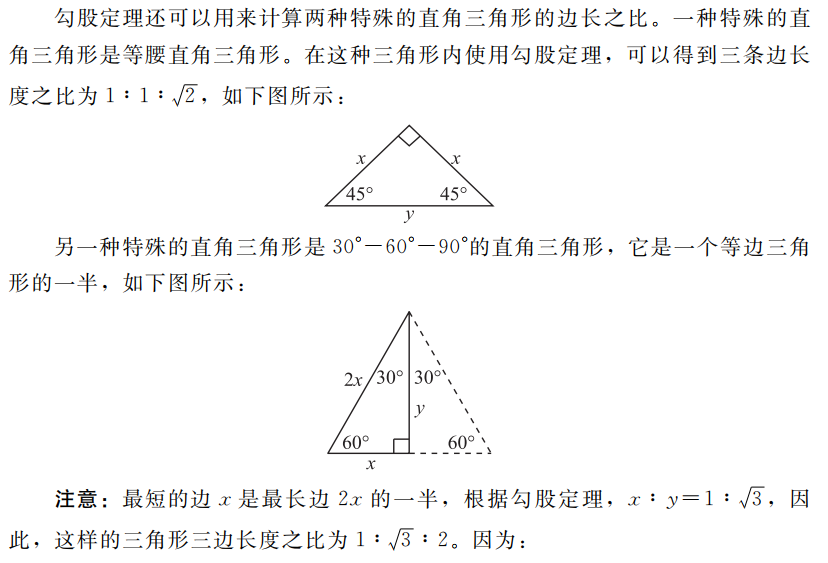 勾股定理还可以用来计算两种特殊的直角三角形的边长之比。一种特殊的直
角三角形是等腰直角三角形。在这种三角形内使用勾股定理，可以得到三条边长
度之比为 1∶1∶√2，如下图所示：
x
x
45°
45°
y
另一种特殊的直角三角形是 30°－60°－90°的直角三角形，它是一个等边三角
形的一半，如下图所示：
2x
30°
30°
y
60°
60°
x
注意：最短的边 x 是最长边 2x 的一半，根据勾股定理，x∶y＝1∶√3，因
此，这样的三角形三边长度之比为 1∶√3∶2。因为：